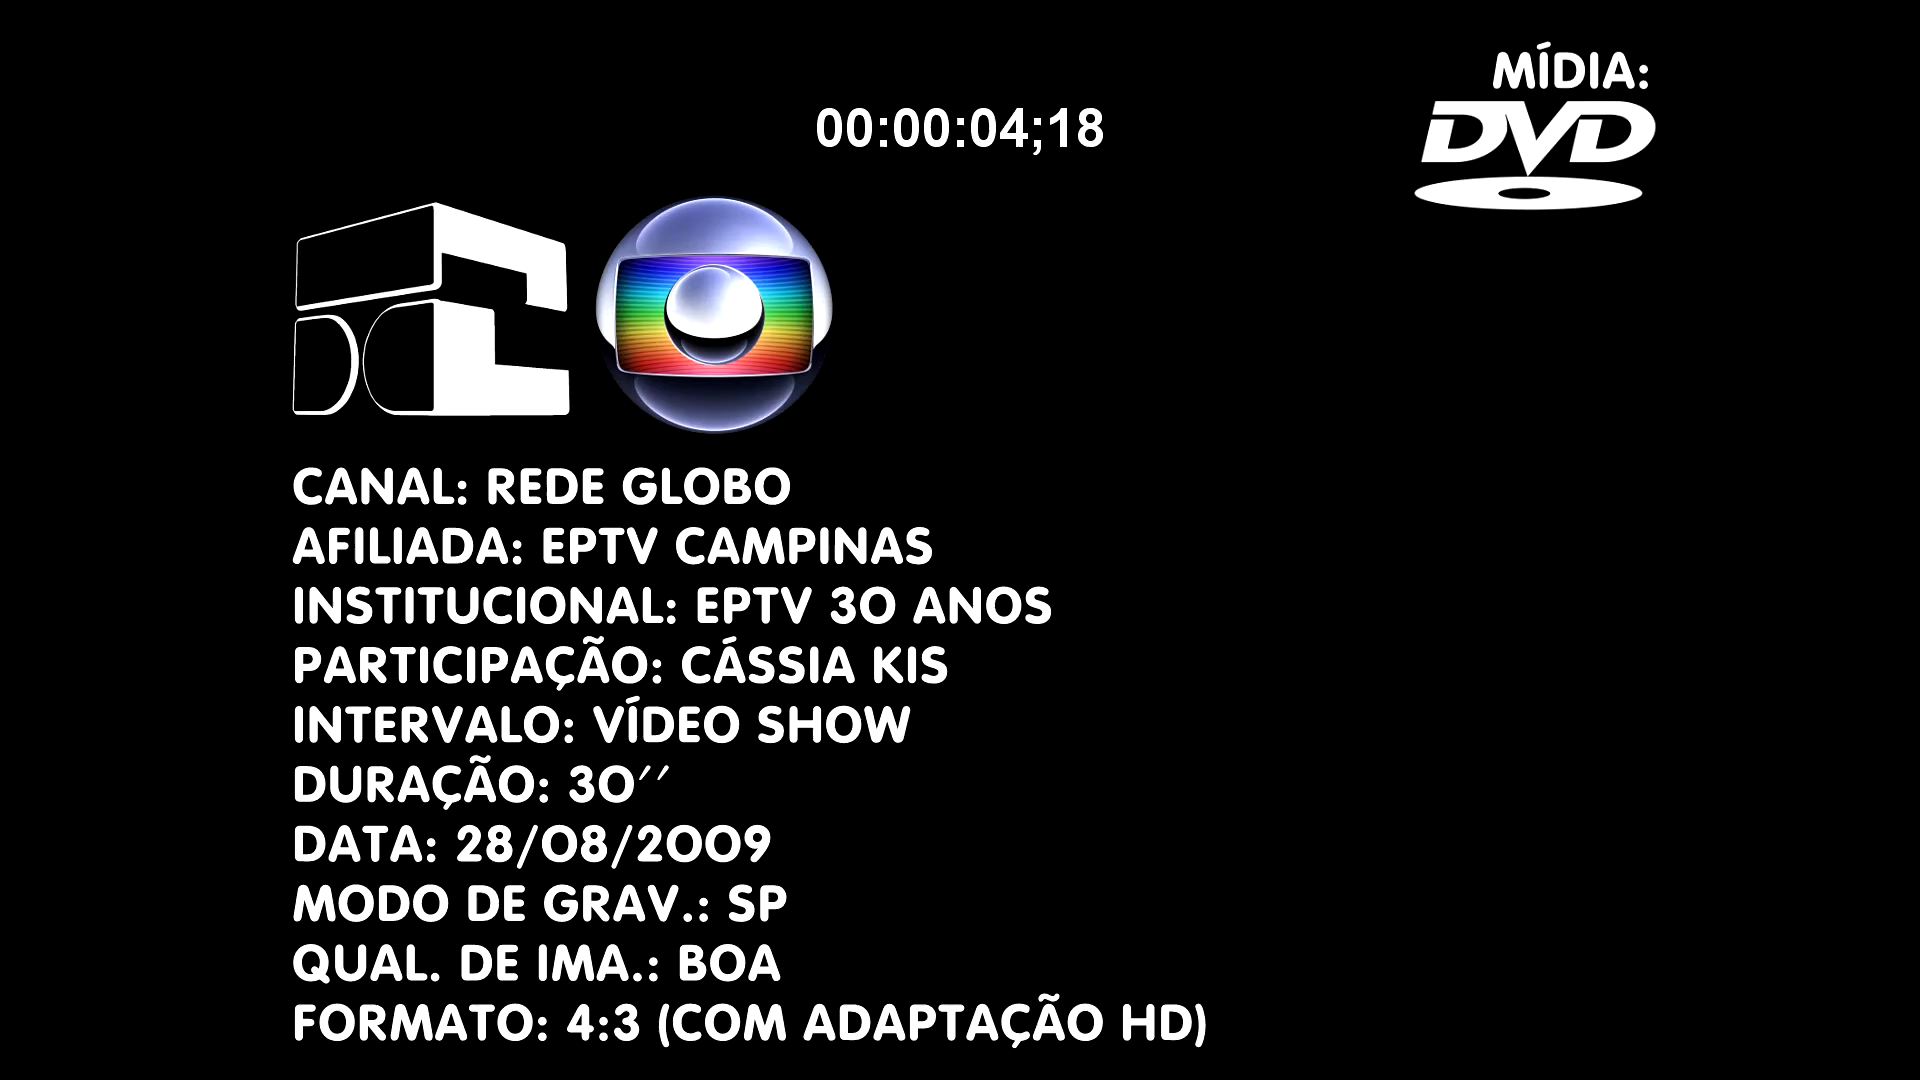 MÍDIA:
DVD
00:00:04;18
CANAL: REDE GLOBO
AFILIADA: EPTV CAMPINAS
INSTITUCIONAL: EPTV 30 ANOS
PARTICIPAÇÃO: CÁSSIA KIS
INTERVALO: VÍDEO SHOW
DURAÇÃO: 30′′
DATA: 28/08/2009
MODO DE GRAV.: SP
QUAL. DE IMA.: BOA
FORMATO: 4:3 (COM ADAPTAÇÃO HD)